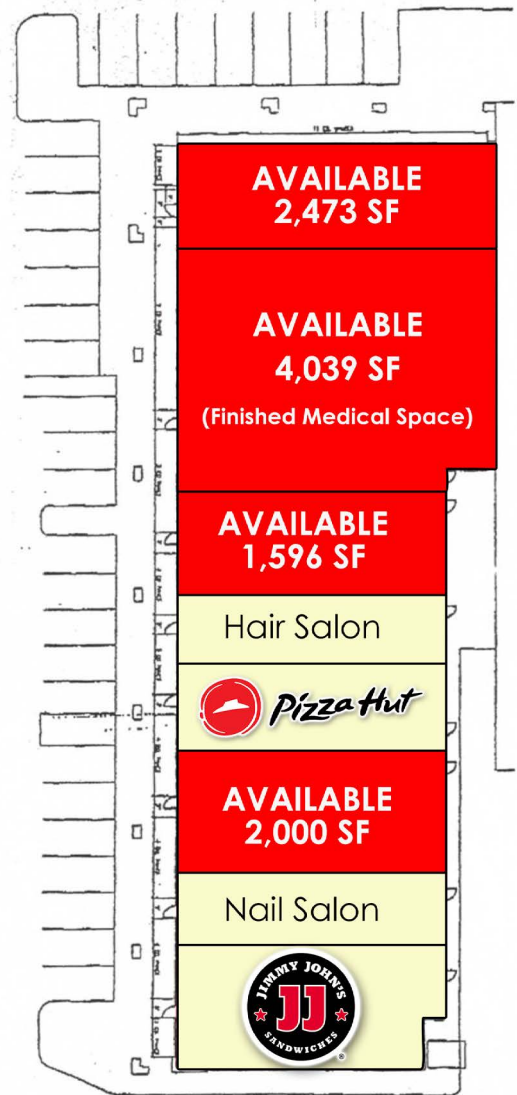 AVAILABLE
2,473 SF
AVAILABLE
4,039 SF
(Finished Medical Space)
AVAILABLE
1,596 SF
Hair Salon
Pizza Hut
AVAILABLE
2,000 SF
Nail Salon
JIMMY JOHN'S
JJ
SANDWICHES
®